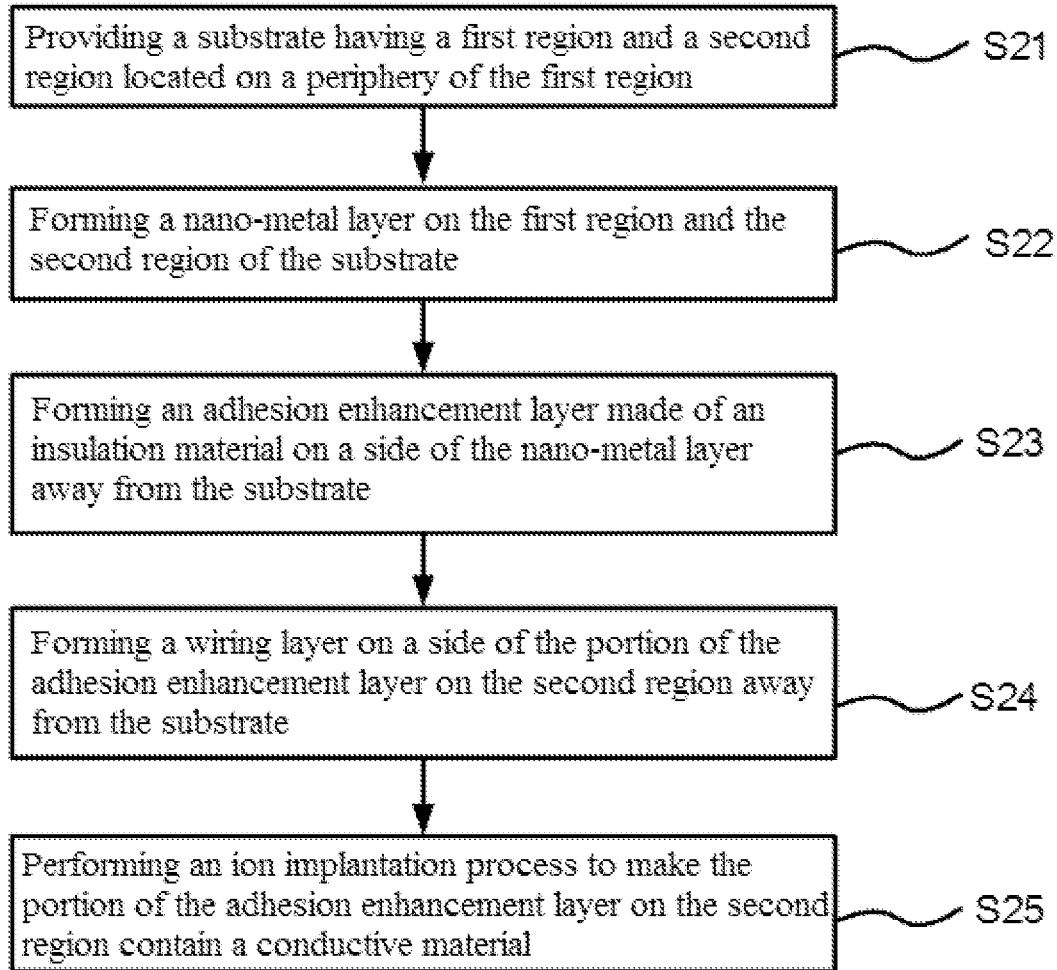 Providing a substrate having a first region and a second
region located on a periphery of the first region
S21
Forming a nano-metal layer on the first region and the
second region of the substrate
S22
Forming an adhesion enhancement layer made of an
insulation material on a side of the nano-metal layer
away from the substrate
S23
Forming a wiring layer on a side of the portion of the
adhesion enhancement layer on the second region away
from the substrate
S24
Performing an ion implantation process to make the
portion of the adhesion enhancement layer on the second
region contain a conductive material
S25